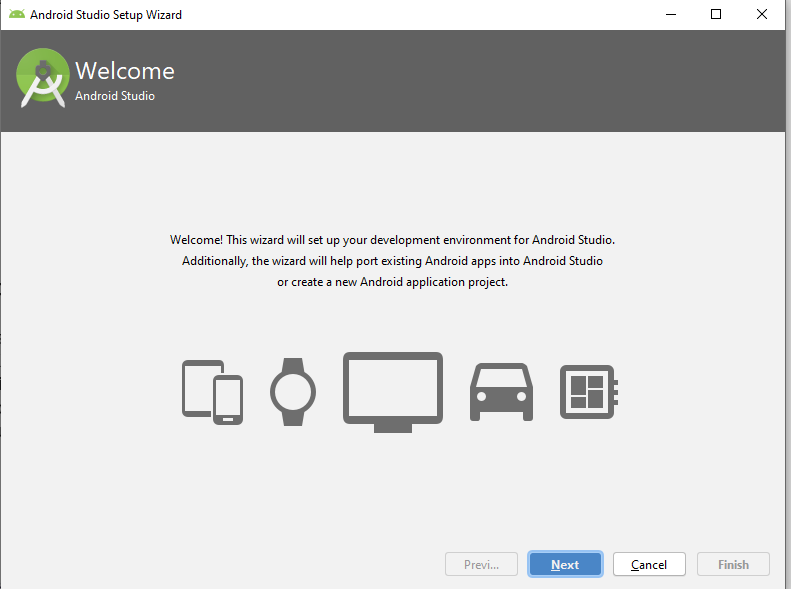 Android Studio Setup Wizard
Welcome
Android Studio
Welcome! This wizard will set up your development environment for Android Studio.
Additionally, the wizard will help port existing Android apps into Android Studio
or create a new Android application project.
Previ... Next Cancel Finish